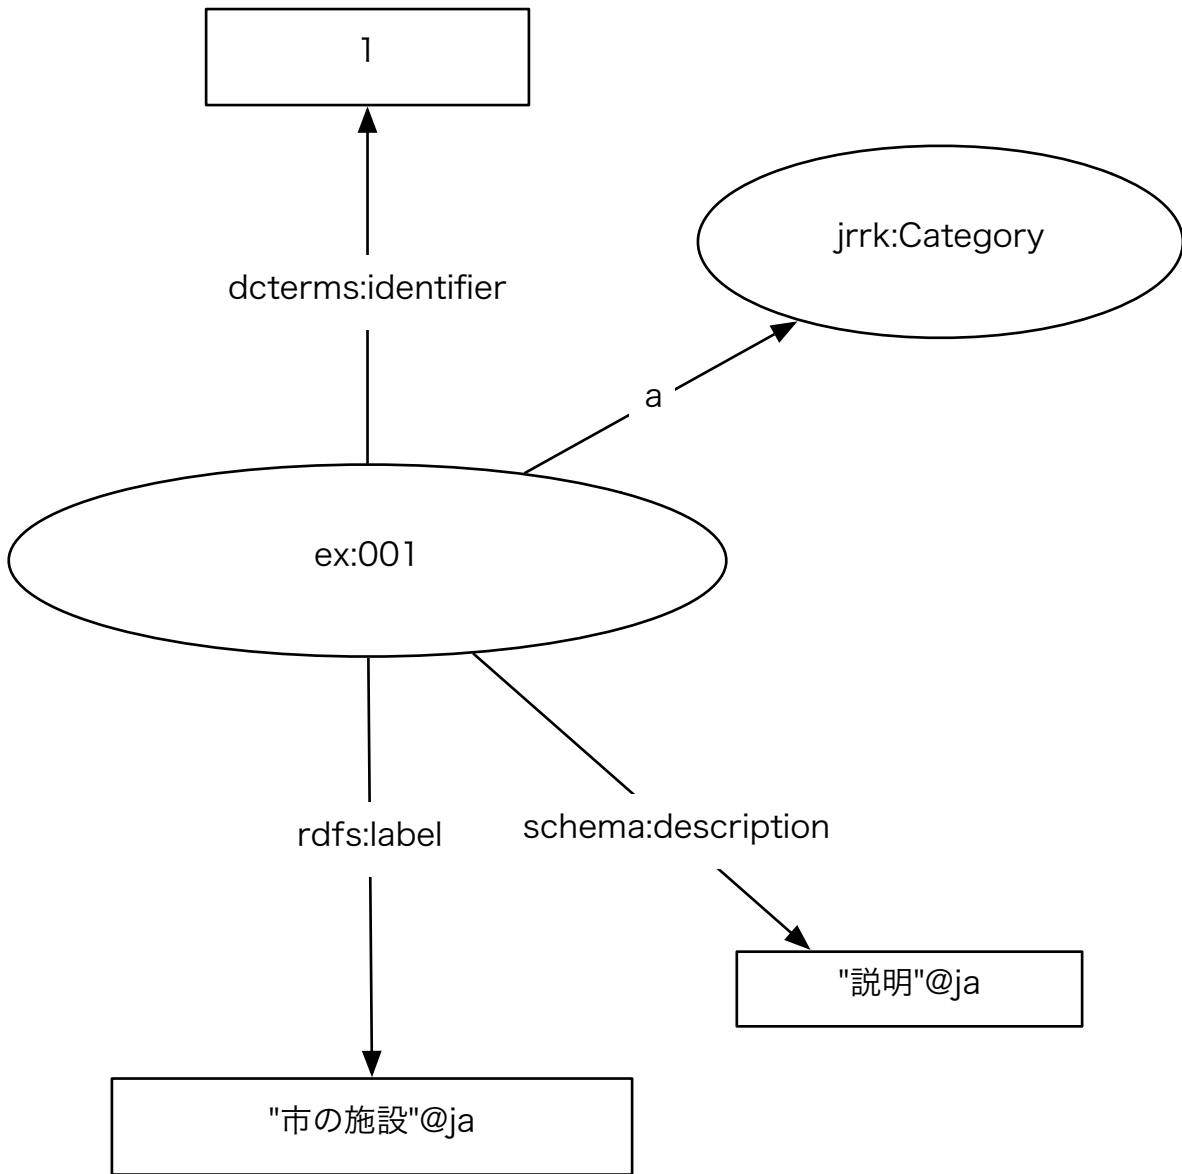 1
jrrk:Category
dcterms:identifier
a
ex:001
rdfs:label
schema:description
"説明"@ja
"市の施設"@ja